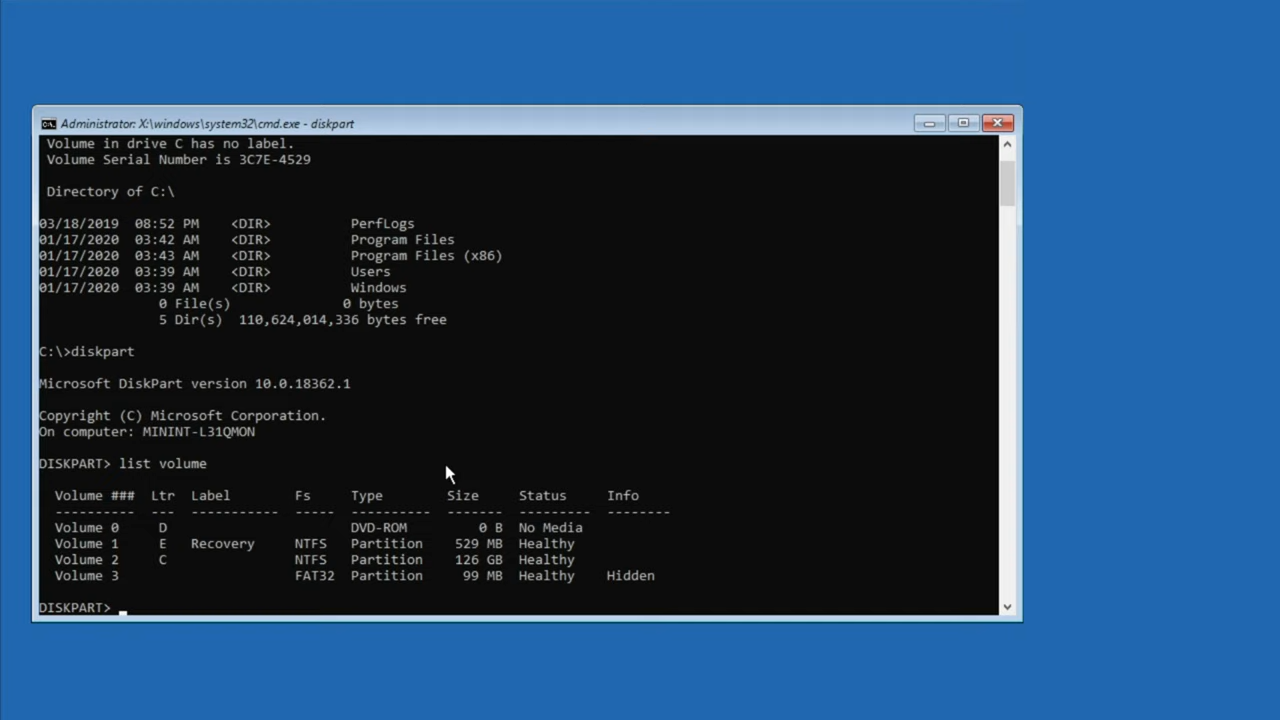 Administrator: X:\windows\system32\cmd.exe - diskpart
Volume in drive C has no label.
Volume Serial Number is 3C7E-4529
Directory of C:\
03/18/2019  08:52 PM    <DIR>          PerfLogs
01/17/2020  03:42 AM    <DIR>          Program Files
01/17/2020  03:43 AM    <DIR>          Program Files (x86)
01/17/2020  03:39 AM    <DIR>          Users
01/17/2020  03:39 AM    <DIR>          Windows
0 File(s)              0 bytes
5 Dir(s)  110,624,014,336 bytes free
C:\>diskpart
Microsoft DiskPart version 10.0.18362.1
Copyright (C) Microsoft Corporation.
On computer: MININT-L31QMON
DISKPART> list volume
Volume ###  Ltr  Label        Fs     Type        Size     Status     Info
----------  ---  -----------  -----  ----------  -------  ---------  --------
Volume 0     D                       DVD-ROM         0 B  No Media
Volume 1     E   Recovery     NTFS   Partition    529 MB  Healthy
Volume 2     C                NTFS   Partition    126 GB  Healthy
Volume 3                      FAT32  Partition     99 MB  Healthy    Hidden
DISKPART> _